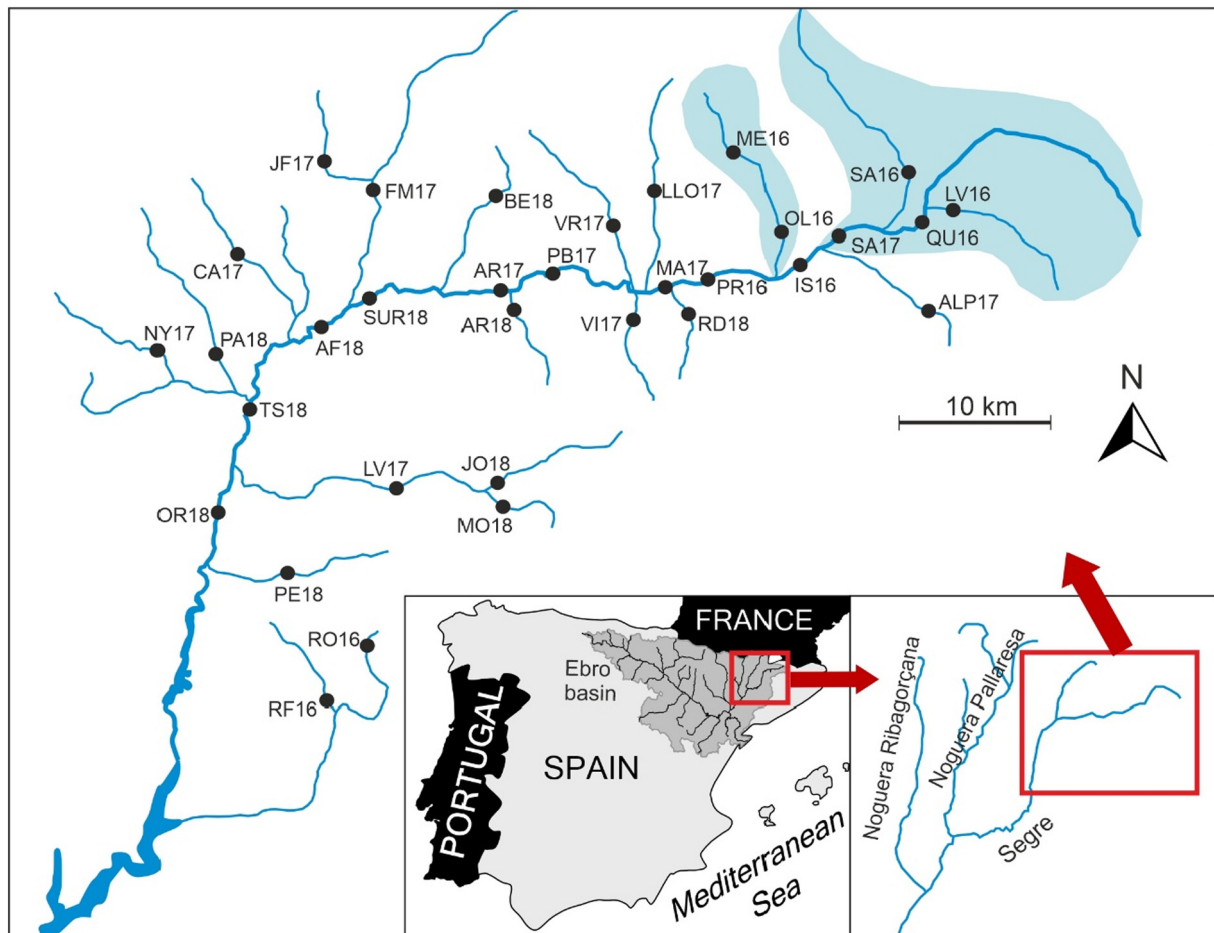 ME16
JF17
SA16
FM17
BE18
LLO17
LV16
VR17
OL16
QU16
SA17
CA17
PB17
AR17
MA17
PR16
IS16
SUR18
AR18
VI17
RD18
ALP17
NY17
PA18
AF18
N
TS18
10 km
LV17
JO18
OR18
MO18
PE18
RO16
RF16
FRANCE
Ebro
basin
PORTUGAL
SPAIN
Mediterranean
Sea
Noguera Ribagorçana
Noguera Pallaresa
Segre